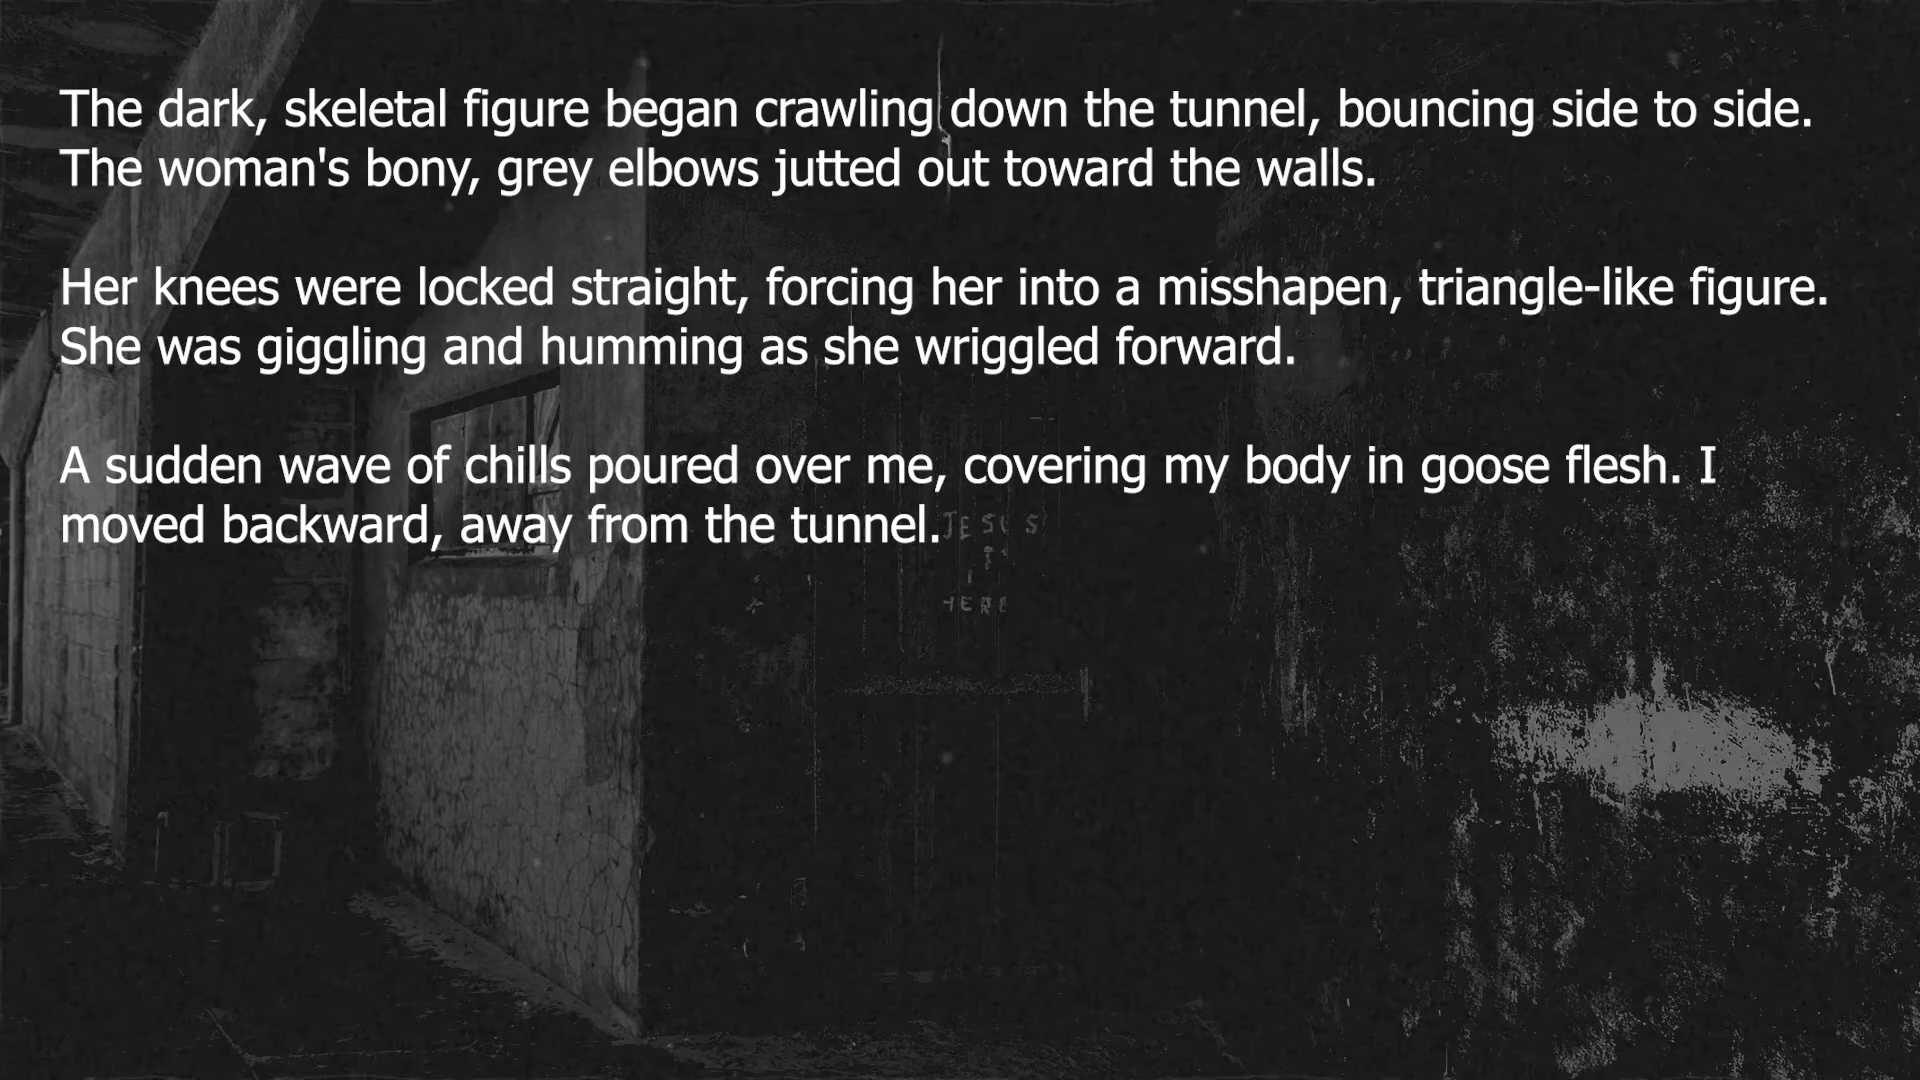 The dark, skeletal figure began crawling down the tunnel, bouncing side to side.
The woman's bony, grey elbows jutted out toward the walls.
Her knees were locked straight, forcing her into a misshapen, triangle-like figure.
She was giggling and humming as she wriggled forward.
A sudden wave of chills poured over me, covering my body in goose flesh. I
moved backward, away from the tunnel.
JESUS
HERE